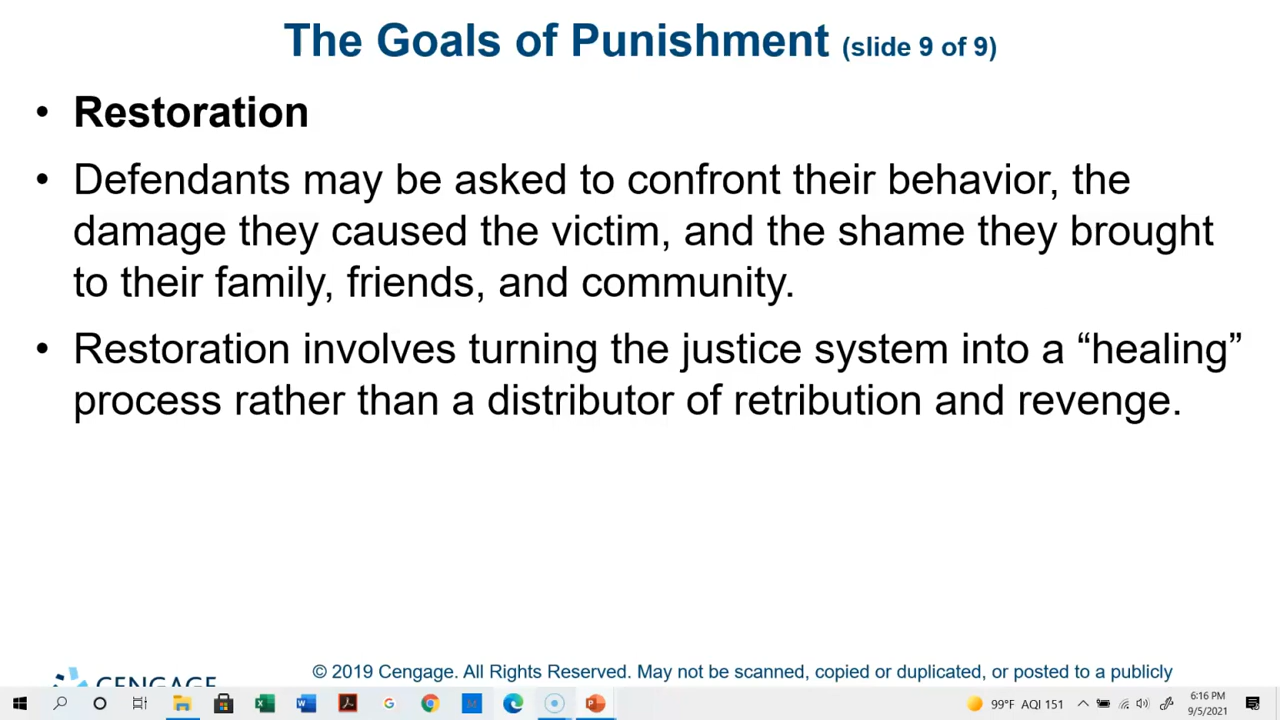 The Goals of Punishment (slide 9 of 9)
• Restoration
• Defendants may be asked to confront their behavior, the
damage they caused the victim, and the shame they brought
to their family, friends, and community.
• Restoration involves turning the justice system into a “healing”
process rather than a distributor of retribution and revenge.
CENGAGE
© 2019 Cengage. All Rights Reserved. May not be scanned, copied or duplicated, or posted to a publicly
99°F AQI 151
6:16 PM
9/5/2021